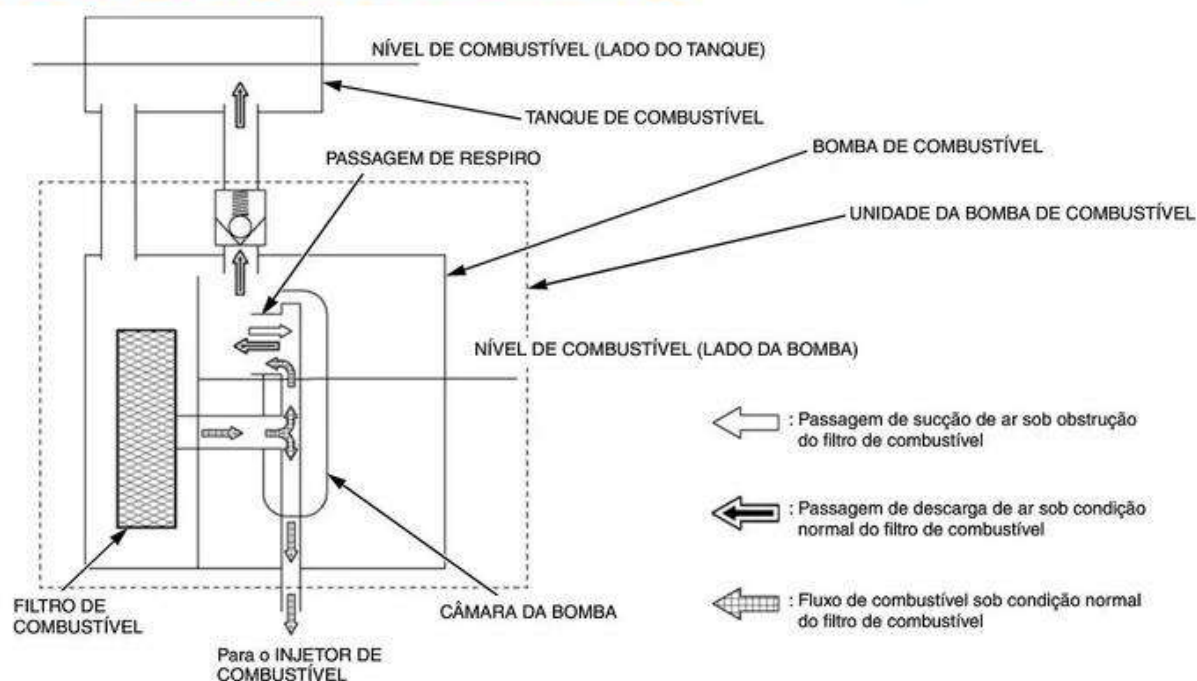 NÍVEL DE COMBUSTÍVEL (LADO DO TANQUE)
TANQUE DE COMBUSTÍVEL
BOMBA DE COMBUSTÍVEL
PASSAGEM DE RESPIRO
UNIDADE DA BOMBA DE COMBUSTÍVEL
NÍVEL DE COMBUSTÍVEL (LADO DA BOMBA)
: Passagem de sucção de ar sob obstrução
do filtro de combustível
: Passagem de descarga de ar sob condição
normal do filtro de combustível
: Fluxo de combustível sob condição normal
do filtro de combustível
FILTRO DE
COMBUSTÍVEL
CÂMARA DA BOMBA
Para o INJETOR DE
COMBUSTÍVEL